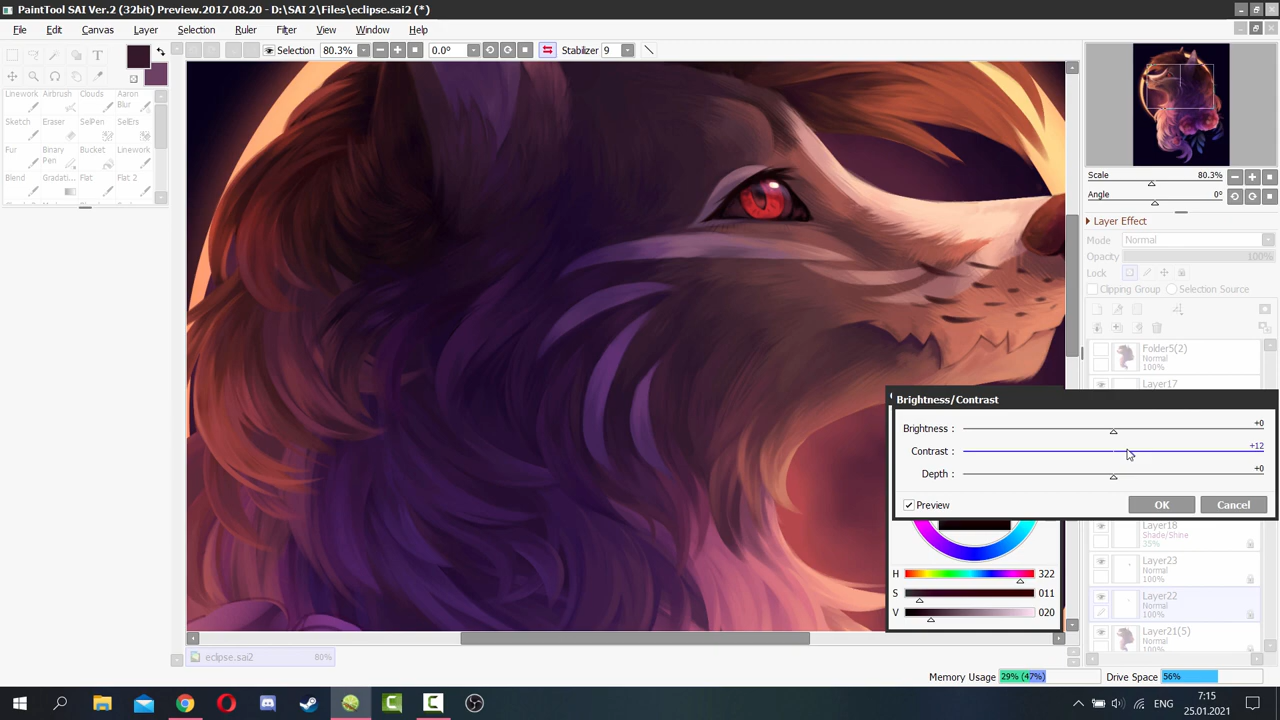 PaintTool SAI Ver.2 (32bit) Preview.2017.08.20 - D:\SAI 2\Files\eclipse.sai2 (*)
File Edit Canvas Layer Selection Ruler Filter View Window Help
Selection 80.3% 0.0° Stabilizer 9
T
Linework Airbrush Clouds Aaron Blur
Sketch Eraser SelPen SelErs
Fur Binary Pen Bucket Linework
Blend Gradati... Flat Flat 2
Scale 80.3%
Angle 0°
Layer Effect
Mode Normal
Opacity 100%
Lock
Clipping Group Selection Source
Folder5(2)
Normal
100%
Layer17
Brightness/Contrast
Brightness : +0
Contrast : +12
Depth : +0
Preview OK Cancel
Layer18
Shade/Shine
35%
Layer23
Normal
100%
Layer22
Normal
100%
Layer21(5)
Normal
100%
H 322
S 011
V 020
eclipse.sai2 80%
Memory Usage 29% (47%) Drive Space 56%
ENG
7:15
25.01.2021